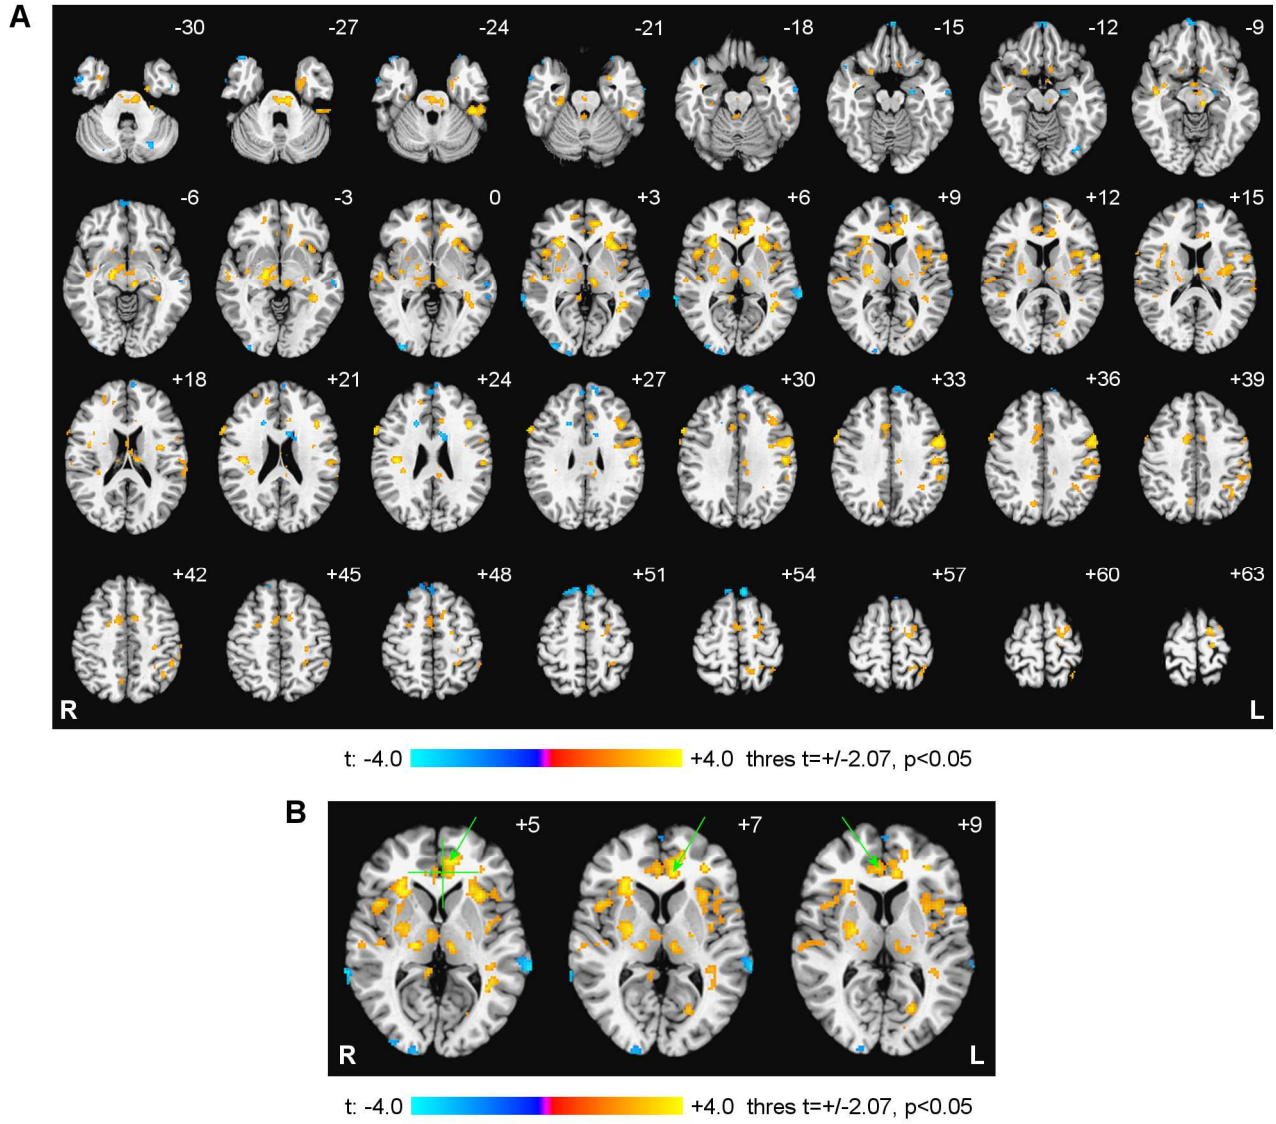 A
-30 -27 -24 -21 -18 -15 -12 -9
-6 -3 0 +3 +6 +9 +12 +15
+18 +21 +24 +27 +30 +33 +36 +39
+42 +45 +48 +51 +54 +57 +60 +63
R L
t: -4.0 +4.0 thres t=+/-2.07, p<0.05
B
+5 +7 +9
R L
t: -4.0 +4.0 thres t=+/-2.07, p<0.05